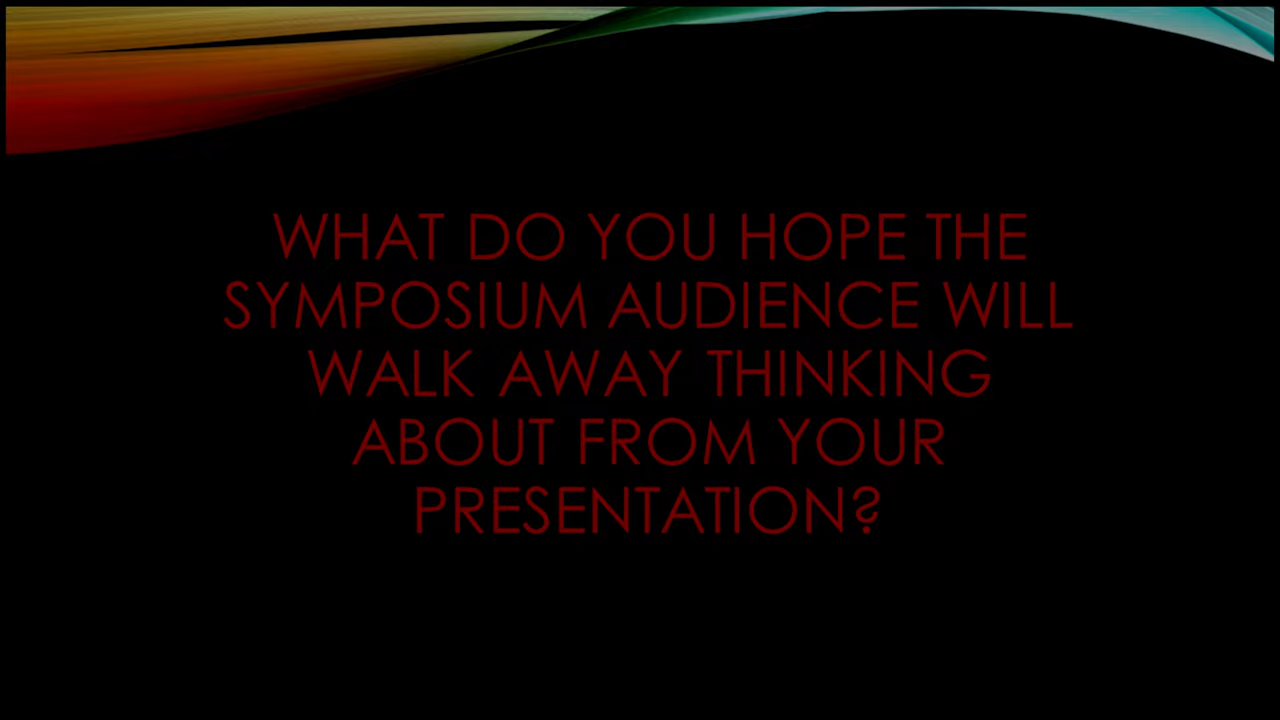 WHAT DO YOU HOPE THE
SYMPOSIUM AUDIENCE WILL
WALK AWAY THINKING
ABOUT FROM YOUR
PRESENTATION?